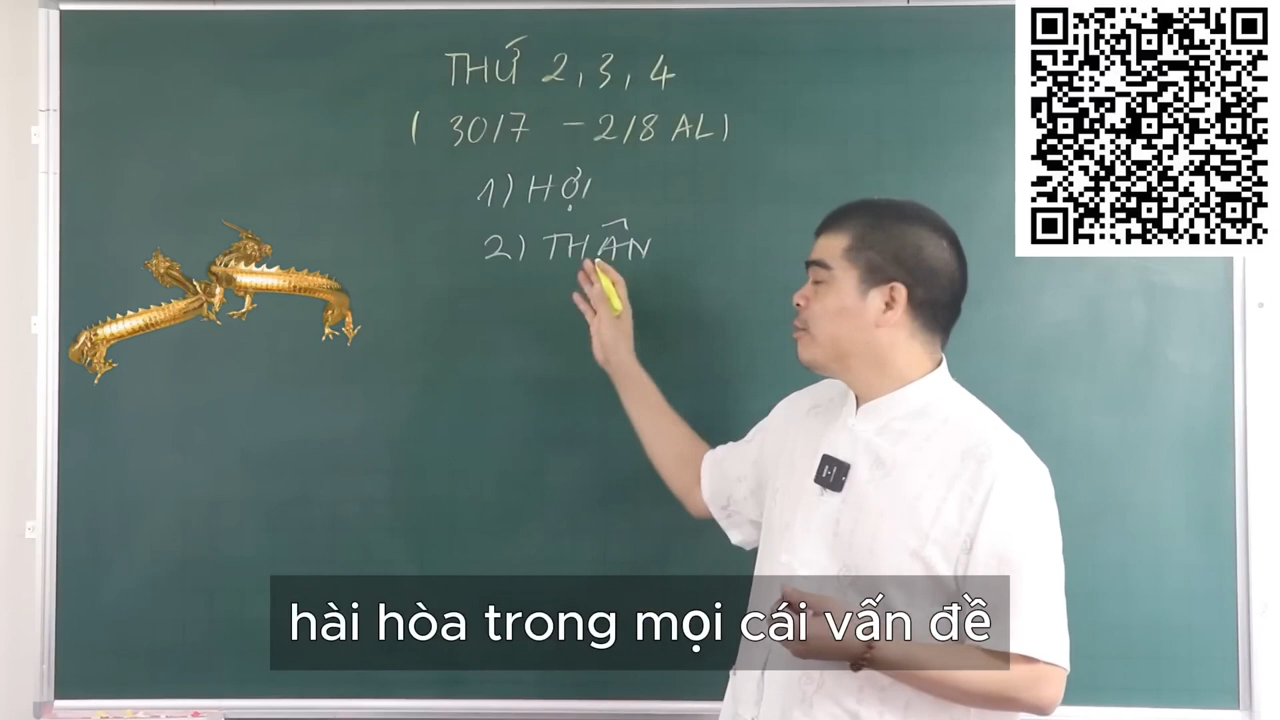 THỨ 2, 3, 4
( 30/7 - 2/8 AL)
1) HỢI
2) THÂN
hài hòa trong mọi cái vấn đề